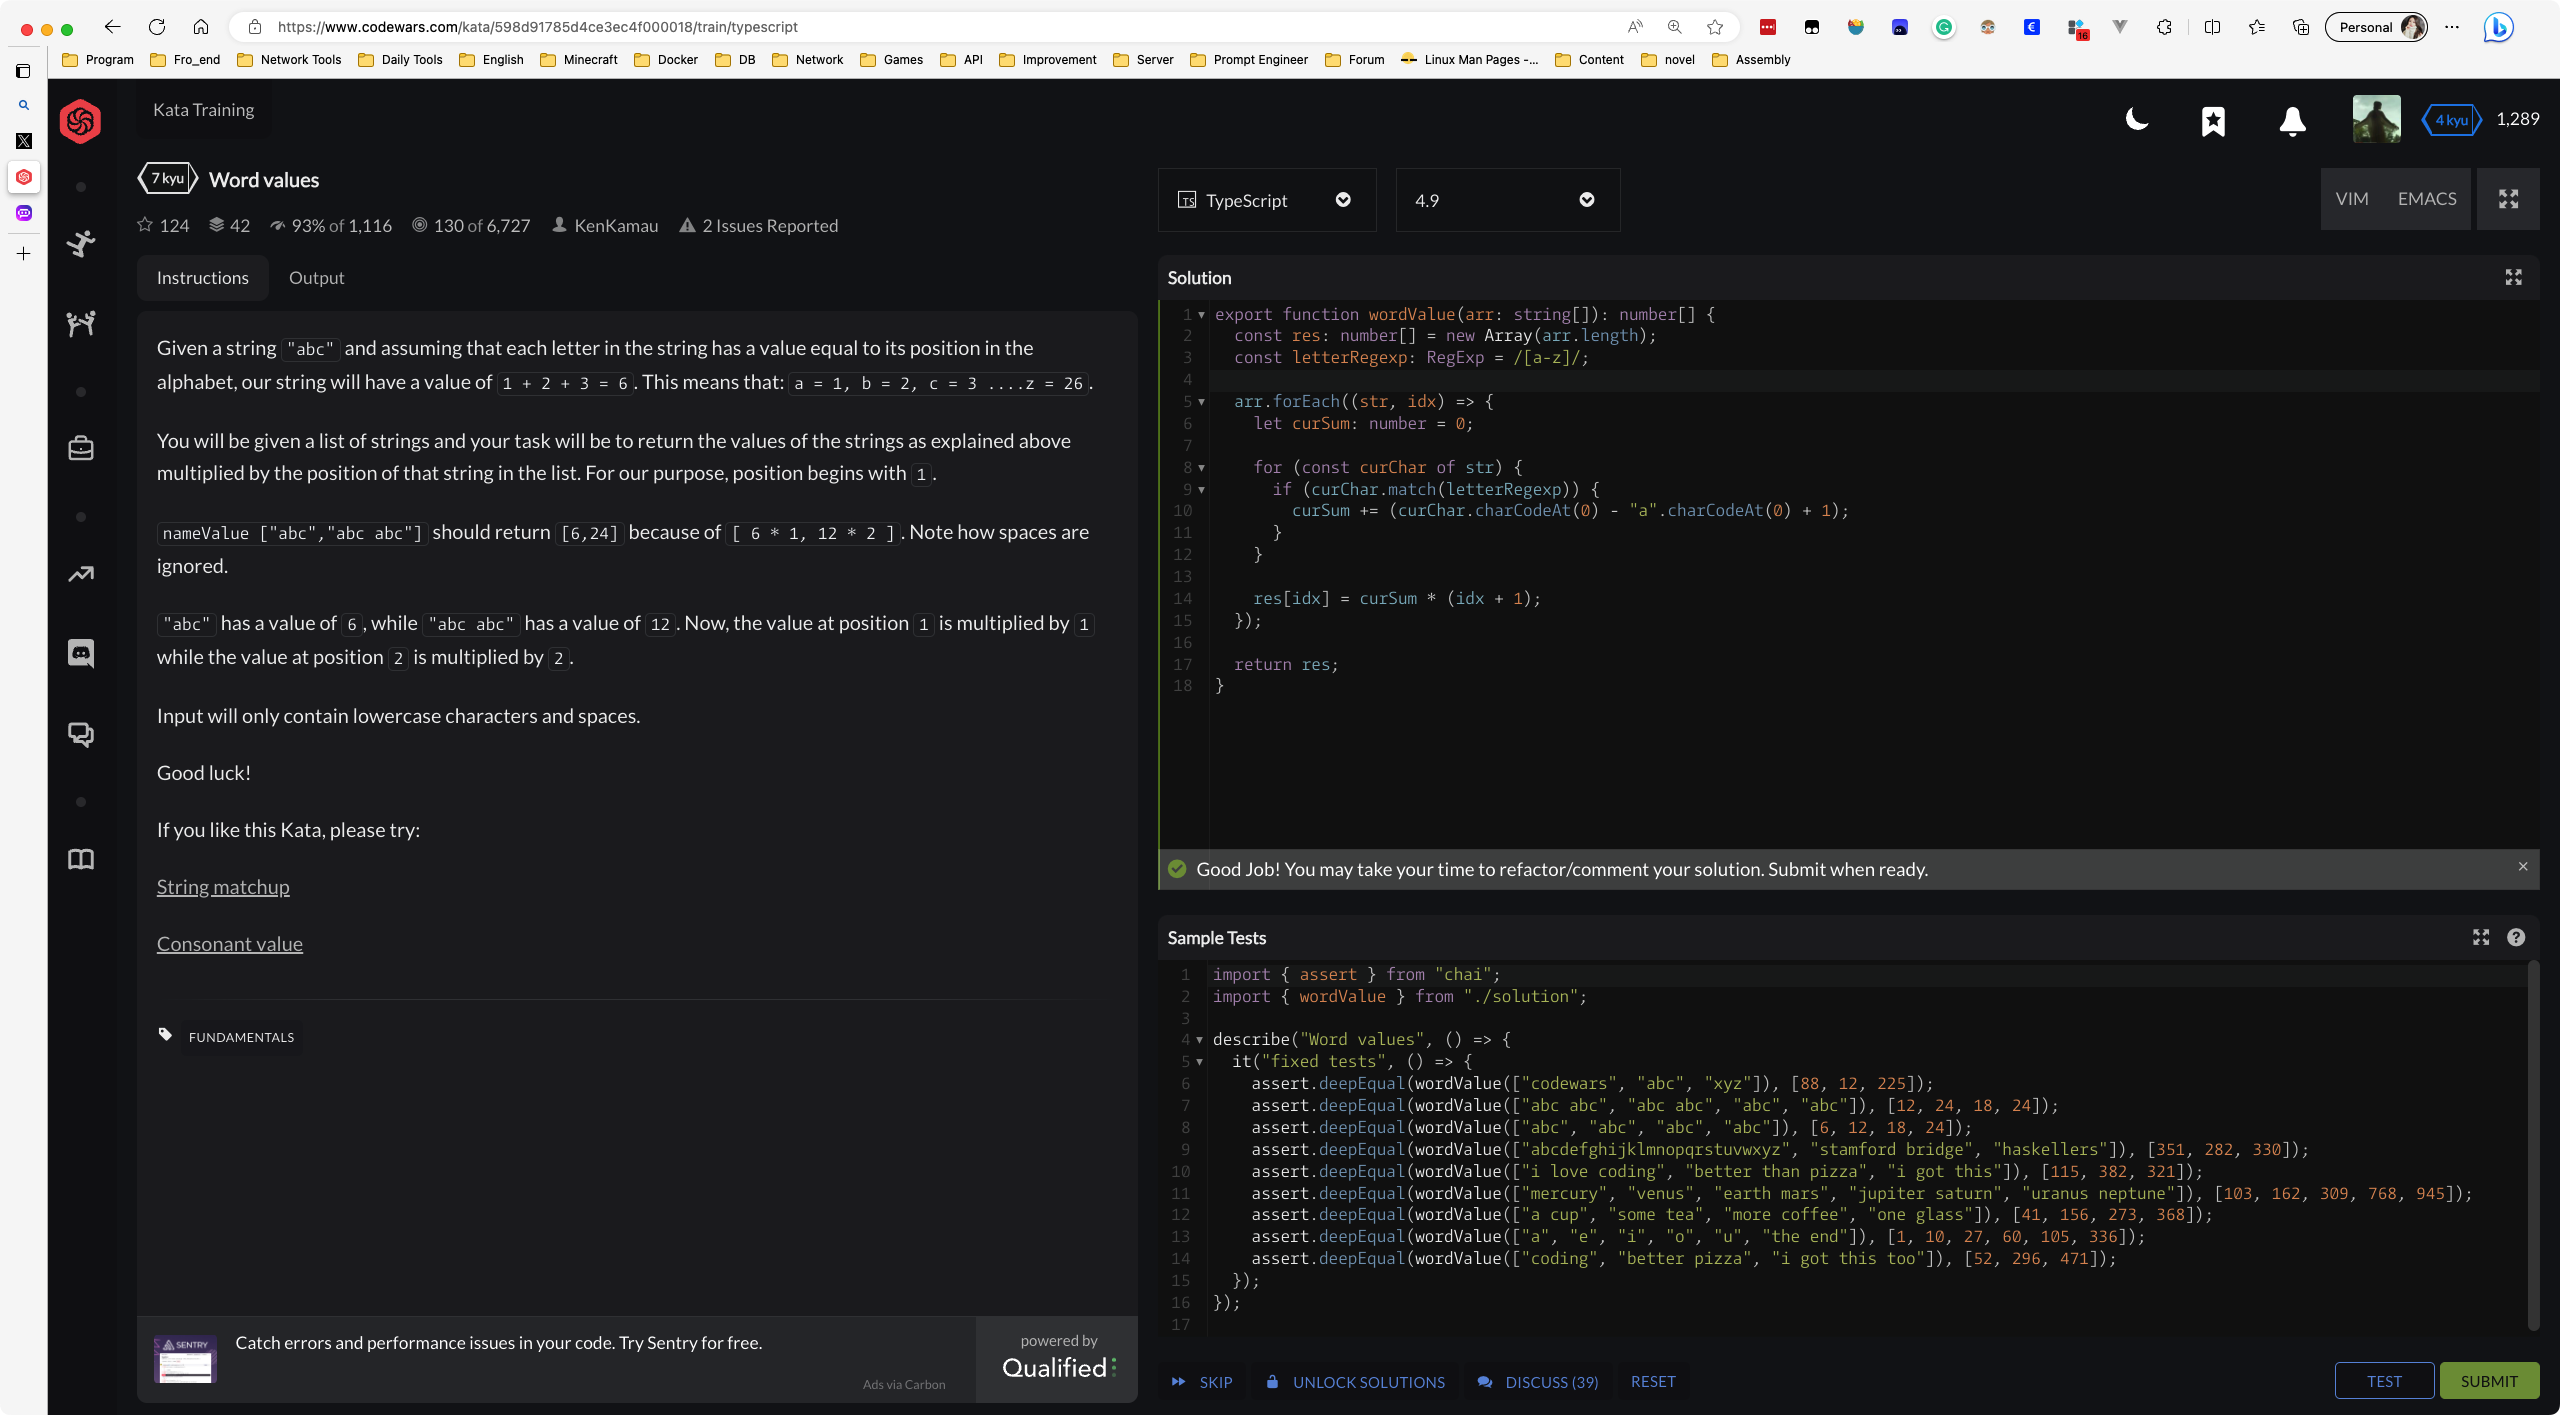 https://www.codewars.com/kata/598d91785d4ce3ec4f000018/train/typescript
Personal
Program
Fro_end
Network Tools
Daily Tools
English
Minecraft
Docker
DB
Network
Games
API
Improvement
Server
Prompt Engineer
Forum
Linux Man Pages -...
Content
novel
Assembly
Kata Training
4 kyu
1,289
7 kyu
Word values
124
42
93% of 1,116
130 of 6,727
KenKamau
2 Issues Reported
TypeScript
4.9
VIM
EMACS
Instructions
Output
Given a string "abc" and assuming that each letter in the string has a value equal to its position in the
alphabet, our string will have a value of 1 + 2 + 3 = 6. This means that: a = 1, b = 2, c = 3 ....z = 26.
You will be given a list of strings and your task will be to return the values of the strings as explained above
multiplied by the position of that string in the list. For our purpose, position begins with 1.
nameValue ["abc","abc abc"] should return [6,24] because of [ 6 * 1, 12 * 2 ]. Note how spaces are
ignored.
"abc" has a value of 6, while "abc abc" has a value of 12. Now, the value at position 1 is multiplied by 1
while the value at position 2 is multiplied by 2.
Input will only contain lowercase characters and spaces.
Good luck!
If you like this Kata, please try:
String matchup
Consonant value
FUNDAMENTALS
SENTRY
Catch errors and performance issues in your code. Try Sentry for free.
Ads via Carbon
powered by
Qualified
Solution
1 export function wordValue(arr: string[]): number[] {
2 const res: number[] = new Array(arr.length);
3 const letterRegexp: RegExp = /[a-z]/;
4
5 arr.forEach((str, idx) => {
6 let curSum: number = 0;
7
8 for (const curChar of str) {
9 if (curChar.match(letterRegexp)) {
10 curSum += (curChar.charCodeAt(0) - "a".charCodeAt(0) + 1);
11 }
12 }
13
14 res[idx] = curSum * (idx + 1);
15 });
16
17 return res;
18 }
Good Job! You may take your time to refactor/comment your solution. Submit when ready.
Sample Tests
1 import { assert } from "chai";
2 import { wordValue } from "./solution";
3
4 describe("Word values", () => {
5 it("fixed tests", () => {
6 assert.deepEqual(wordValue(["codewars", "abc", "xyz"]), [88, 12, 225]);
7 assert.deepEqual(wordValue(["abc abc", "abc abc", "abc", "abc"]), [12, 24, 18, 24]);
8 assert.deepEqual(wordValue(["abc", "abc", "abc", "abc"]), [6, 12, 18, 24]);
9 assert.deepEqual(wordValue(["abcdefghijklmnopqrstuvwxyz", "stamford bridge", "haskellers"]), [351, 282, 330]);
10 assert.deepEqual(wordValue(["i love coding", "better than pizza", "i got this"]), [115, 382, 321]);
11 assert.deepEqual(wordValue(["mercury", "venus", "earth mars", "jupiter saturn", "uranus neptune"]), [103, 162, 309, 768, 945]);
12 assert.deepEqual(wordValue(["a cup", "some tea", "more coffee", "one glass"]), [41, 156, 273, 368]);
13 assert.deepEqual(wordValue(["a", "e", "i", "o", "u", "the end"]), [1, 10, 27, 60, 105, 336]);
14 assert.deepEqual(wordValue(["coding", "better pizza", "i got this too"]), [52, 296, 471]);
15 });
16 });
17
SKIP
UNLOCK SOLUTIONS
DISCUSS (39)
RESET
TEST
SUBMIT